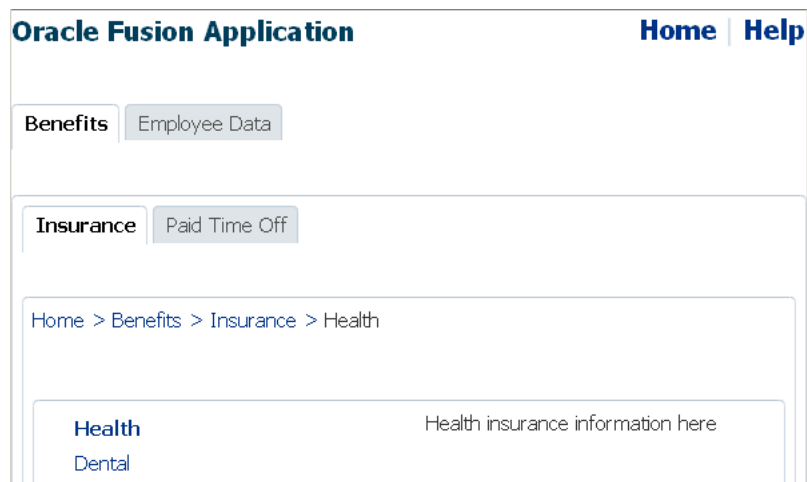 Oracle Fusion Application Home | Help
Benefits Employee Data
Insurance Paid Time Off
Home > Benefits > Insurance > Health
Health Health insurance information here
Dental